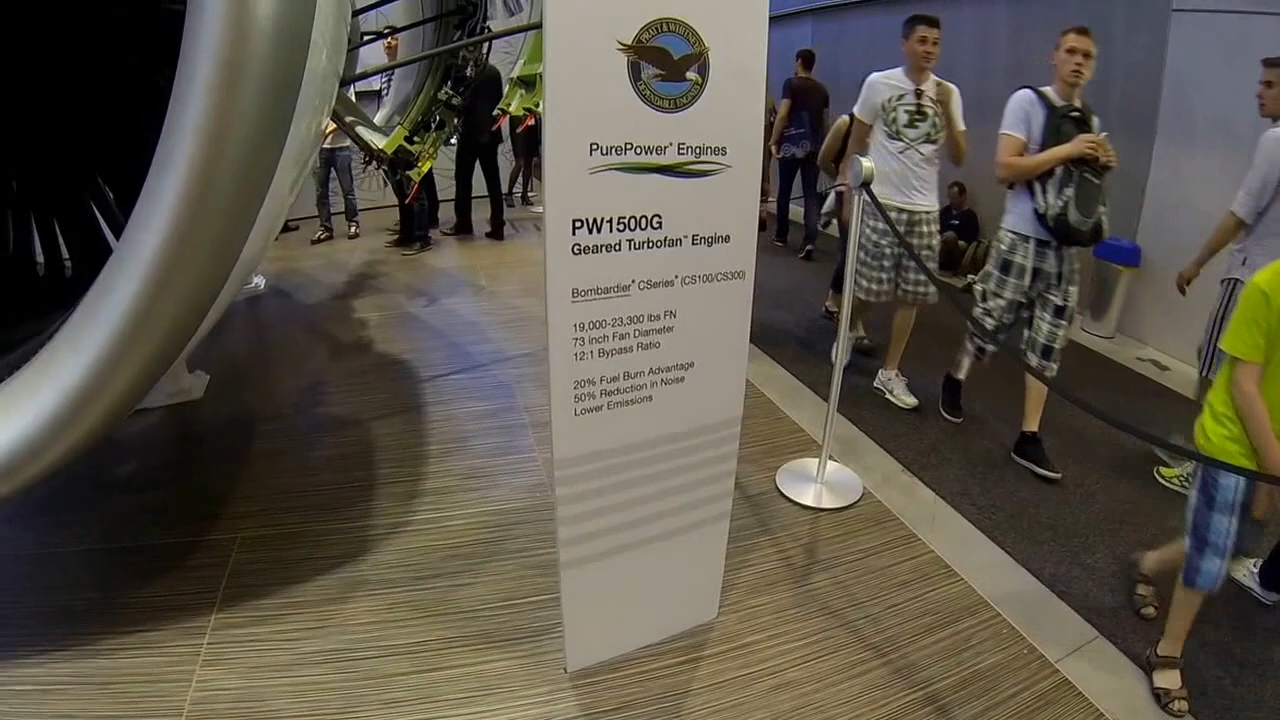 PRATT & WHITNEY
DEPENDABLE ENGINES
PurePower® Engines
PW1500G
Geared Turbofan™ Engine
Bombardier® CSeries® (CS100/CS300)
19,000-23,300 lbs FN
73 inch Fan Diameter
12:1 Bypass Ratio
20% Fuel Burn Advantage
50% Reduction in Noise
Lower Emissions
P